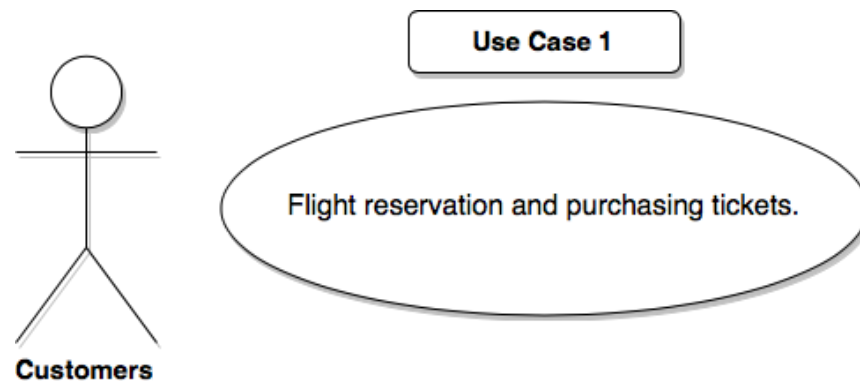 Use Case 1
Flight reservation and purchasing tickets.
Customers